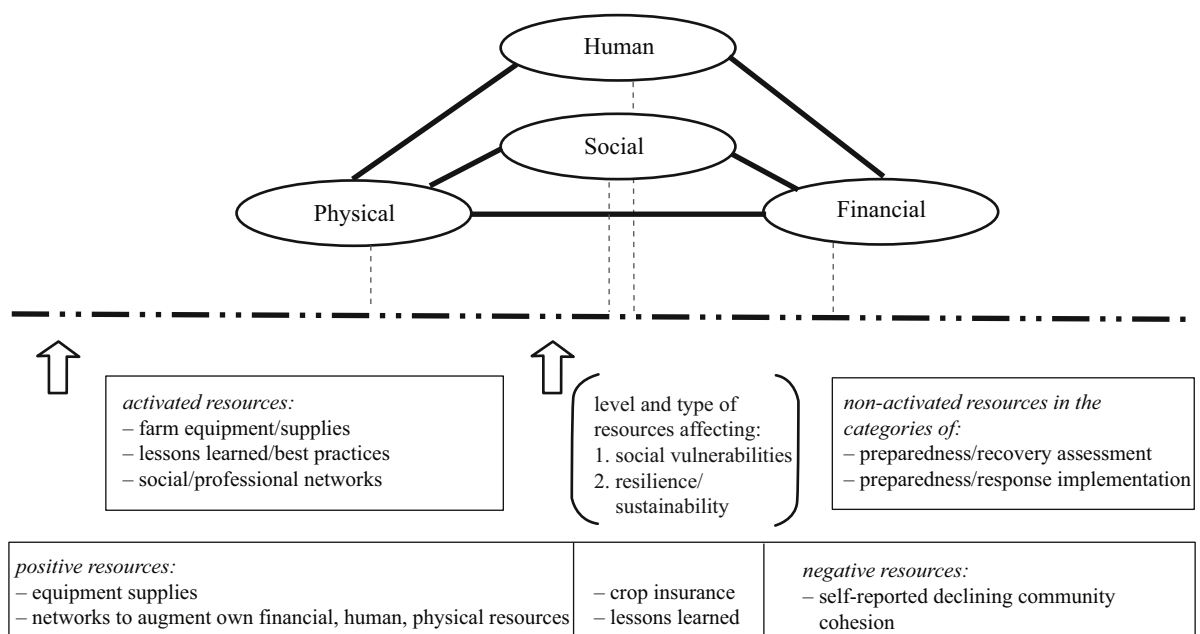 Human
Social
Physical
Financial
activated resources:
– farm equipment/supplies
– lessons learned/best practices
– social/professional networks
level and type of
resources affecting:
1. social vulnerabilities
2. resilience/
sustainability
non-activated resources in the
categories of:
– preparedness/recovery assessment
– preparedness/response implementation
positive resources:
– equipment supplies
– networks to augment own financial, human, physical resources
– crop insurance
– lessons learned
negative resources:
– self-reported declining community
cohesion